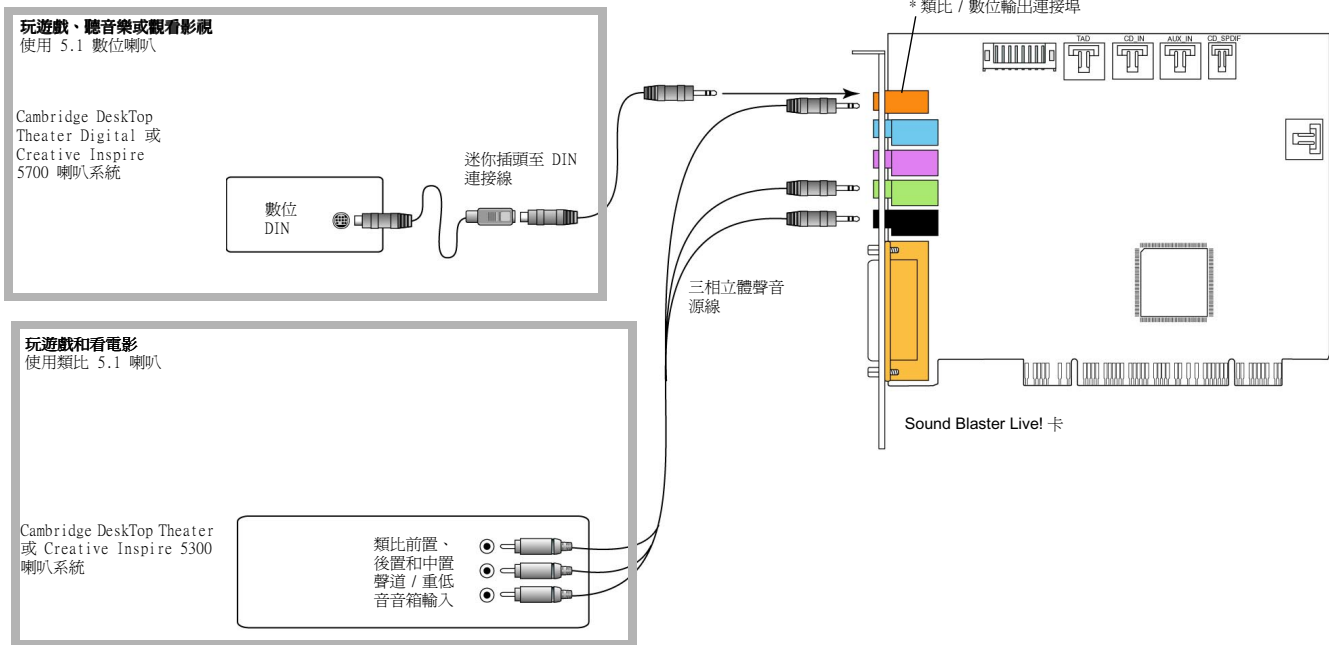 * 類比 / 數位輸出連接埠
玩遊戲、聽音樂或觀看影視
使用 5.1 數位喇叭
Cambridge DeskTop
Theater Digital 或
Creative Inspire
5700 喇叭系統
數位
DIN
迷你插頭至 DIN
連接線
TAD
CD_IN
AUX_IN
CD_SPDIF
三相立體聲音
源線
Sound Blaster Live! 卡
玩遊戲和看電影
使用類比 5.1 喇叭
Cambridge DeskTop Theater
或 Creative Inspire 5300
喇叭系統
類比前置、
後置和中置
聲道 / 重低
音音箱輸入